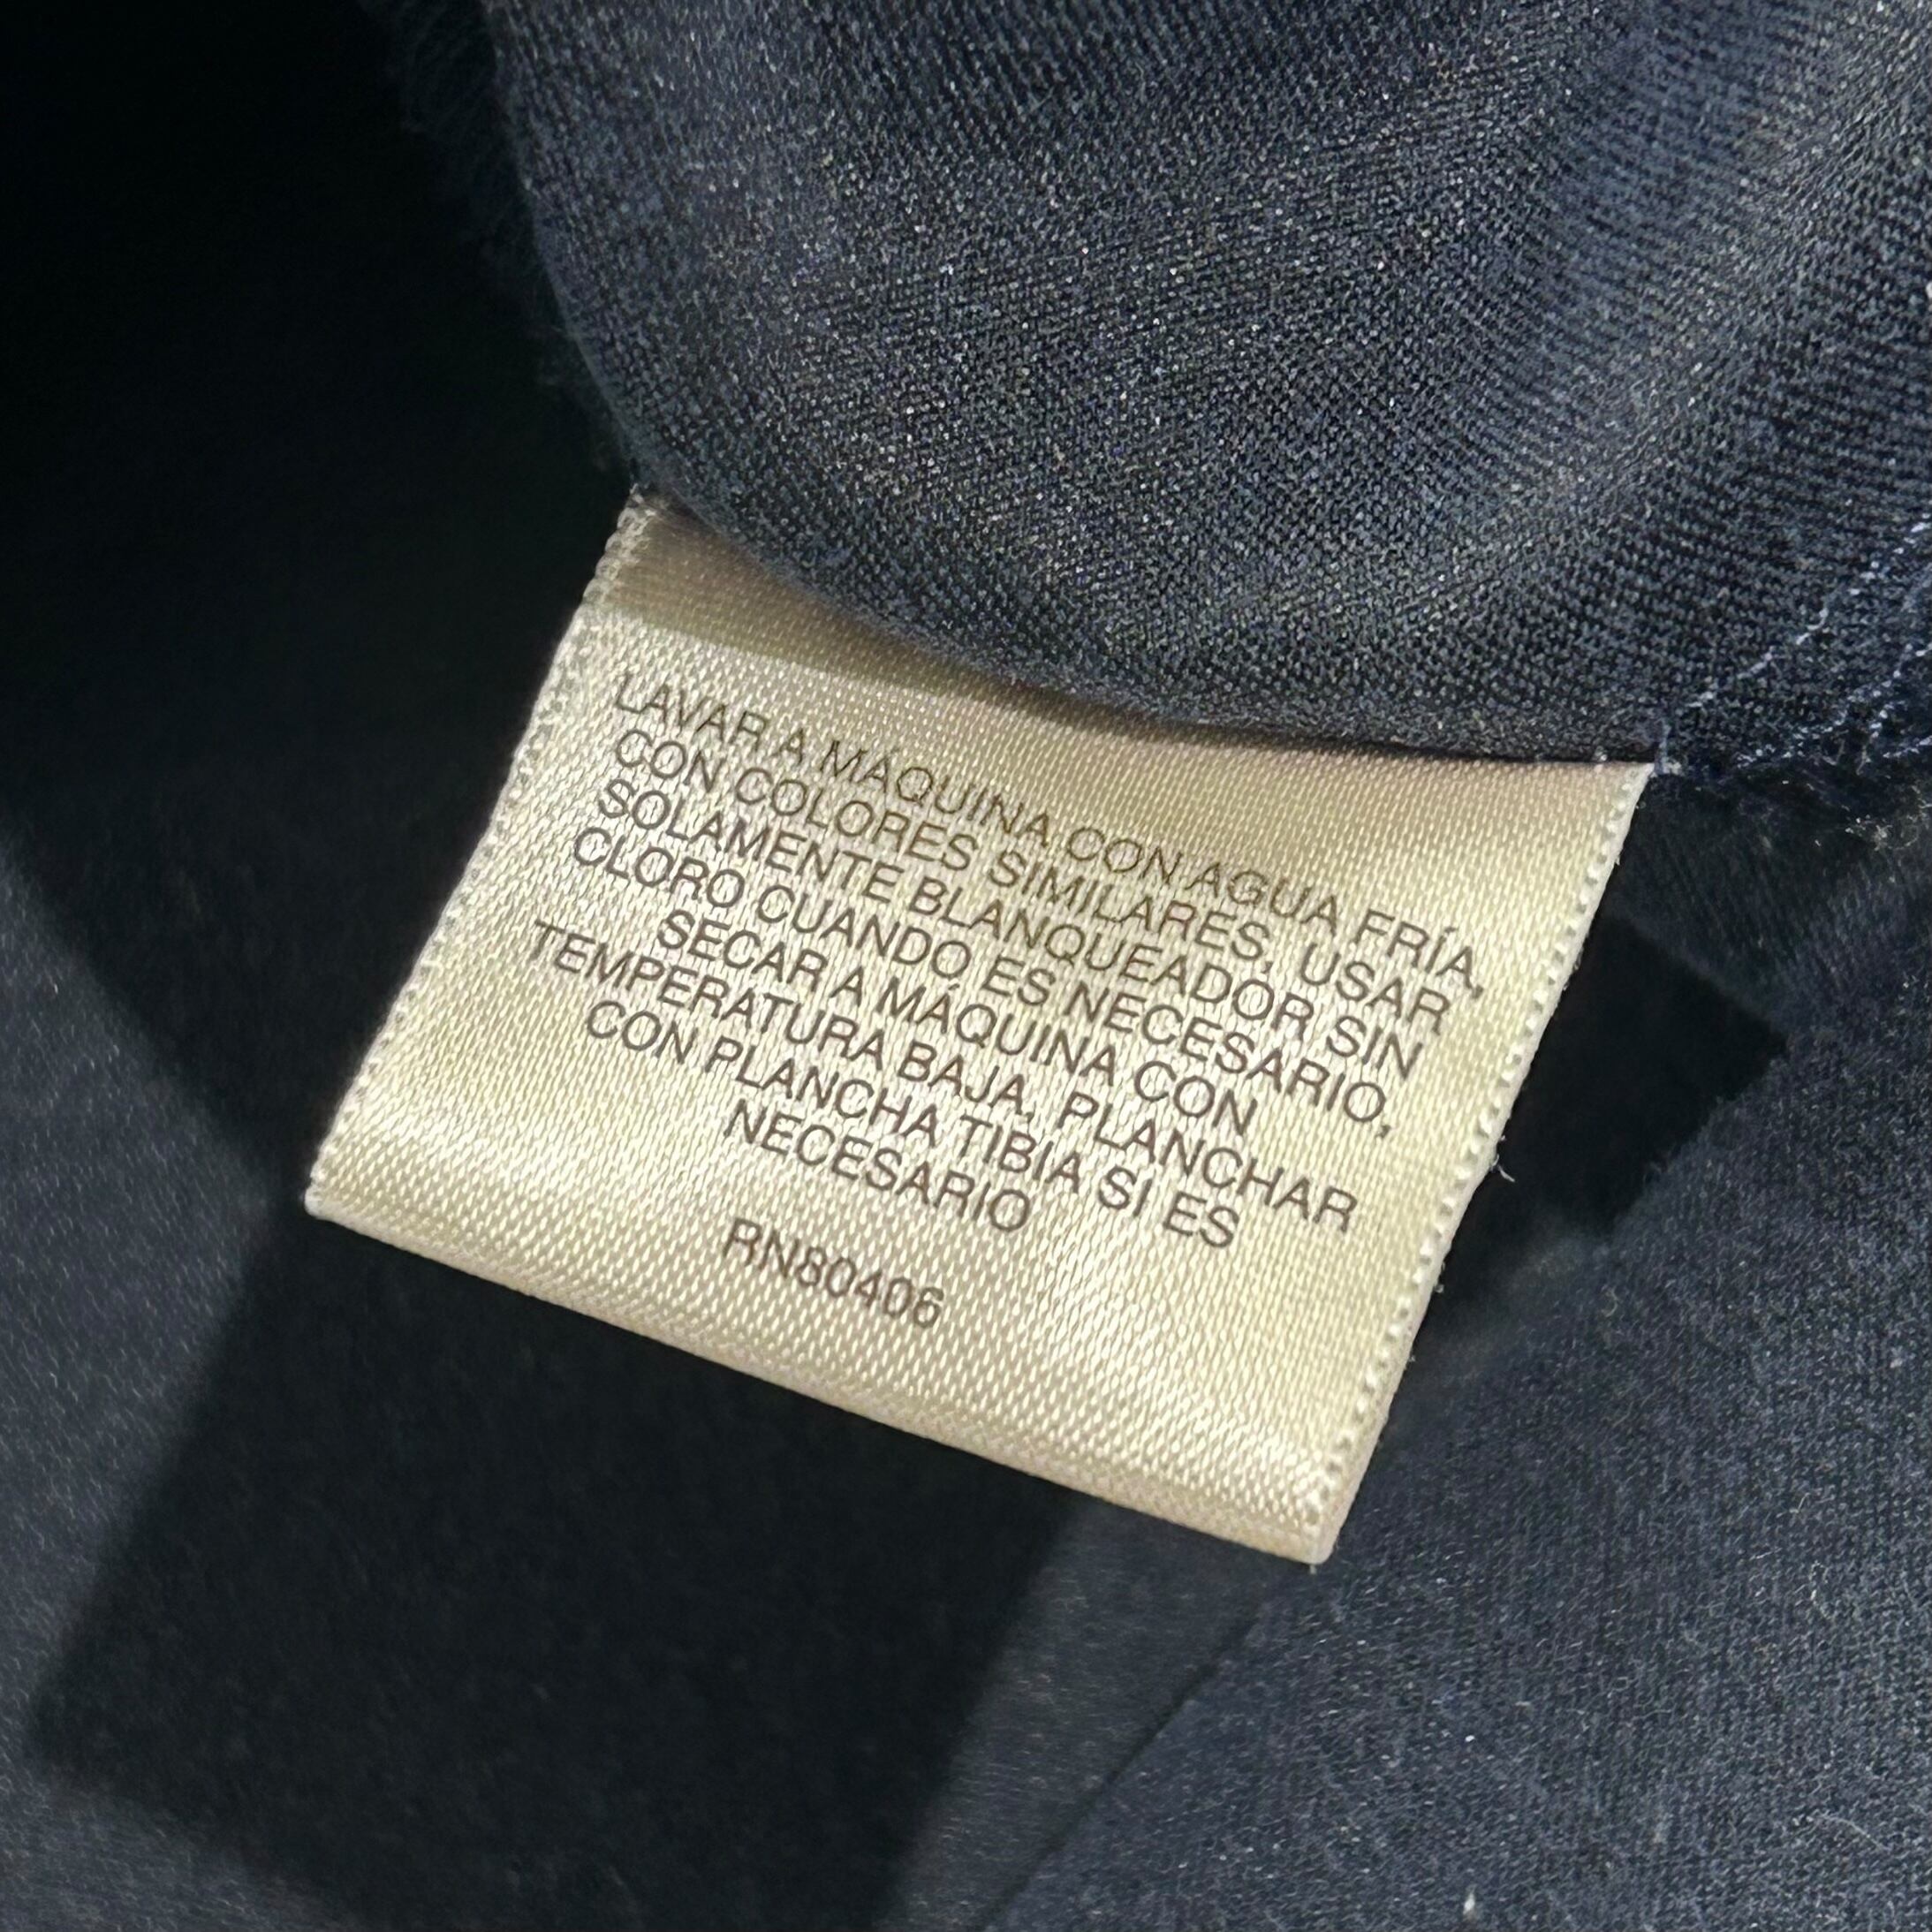 LAVAR A MÁQUINA CON AGUA FRÍA,
CON COLORES SIMILARES. USAR
SOLAMENTE BLANQUEADOR SIN
CLORO CUANDO ES NECESARIO,
SECAR A MÁQUINA CON
TEMPERATURA BAJA. PLANCHAR
CON PLANCHA TIBIA SI ES
NECESARIO
RN80406